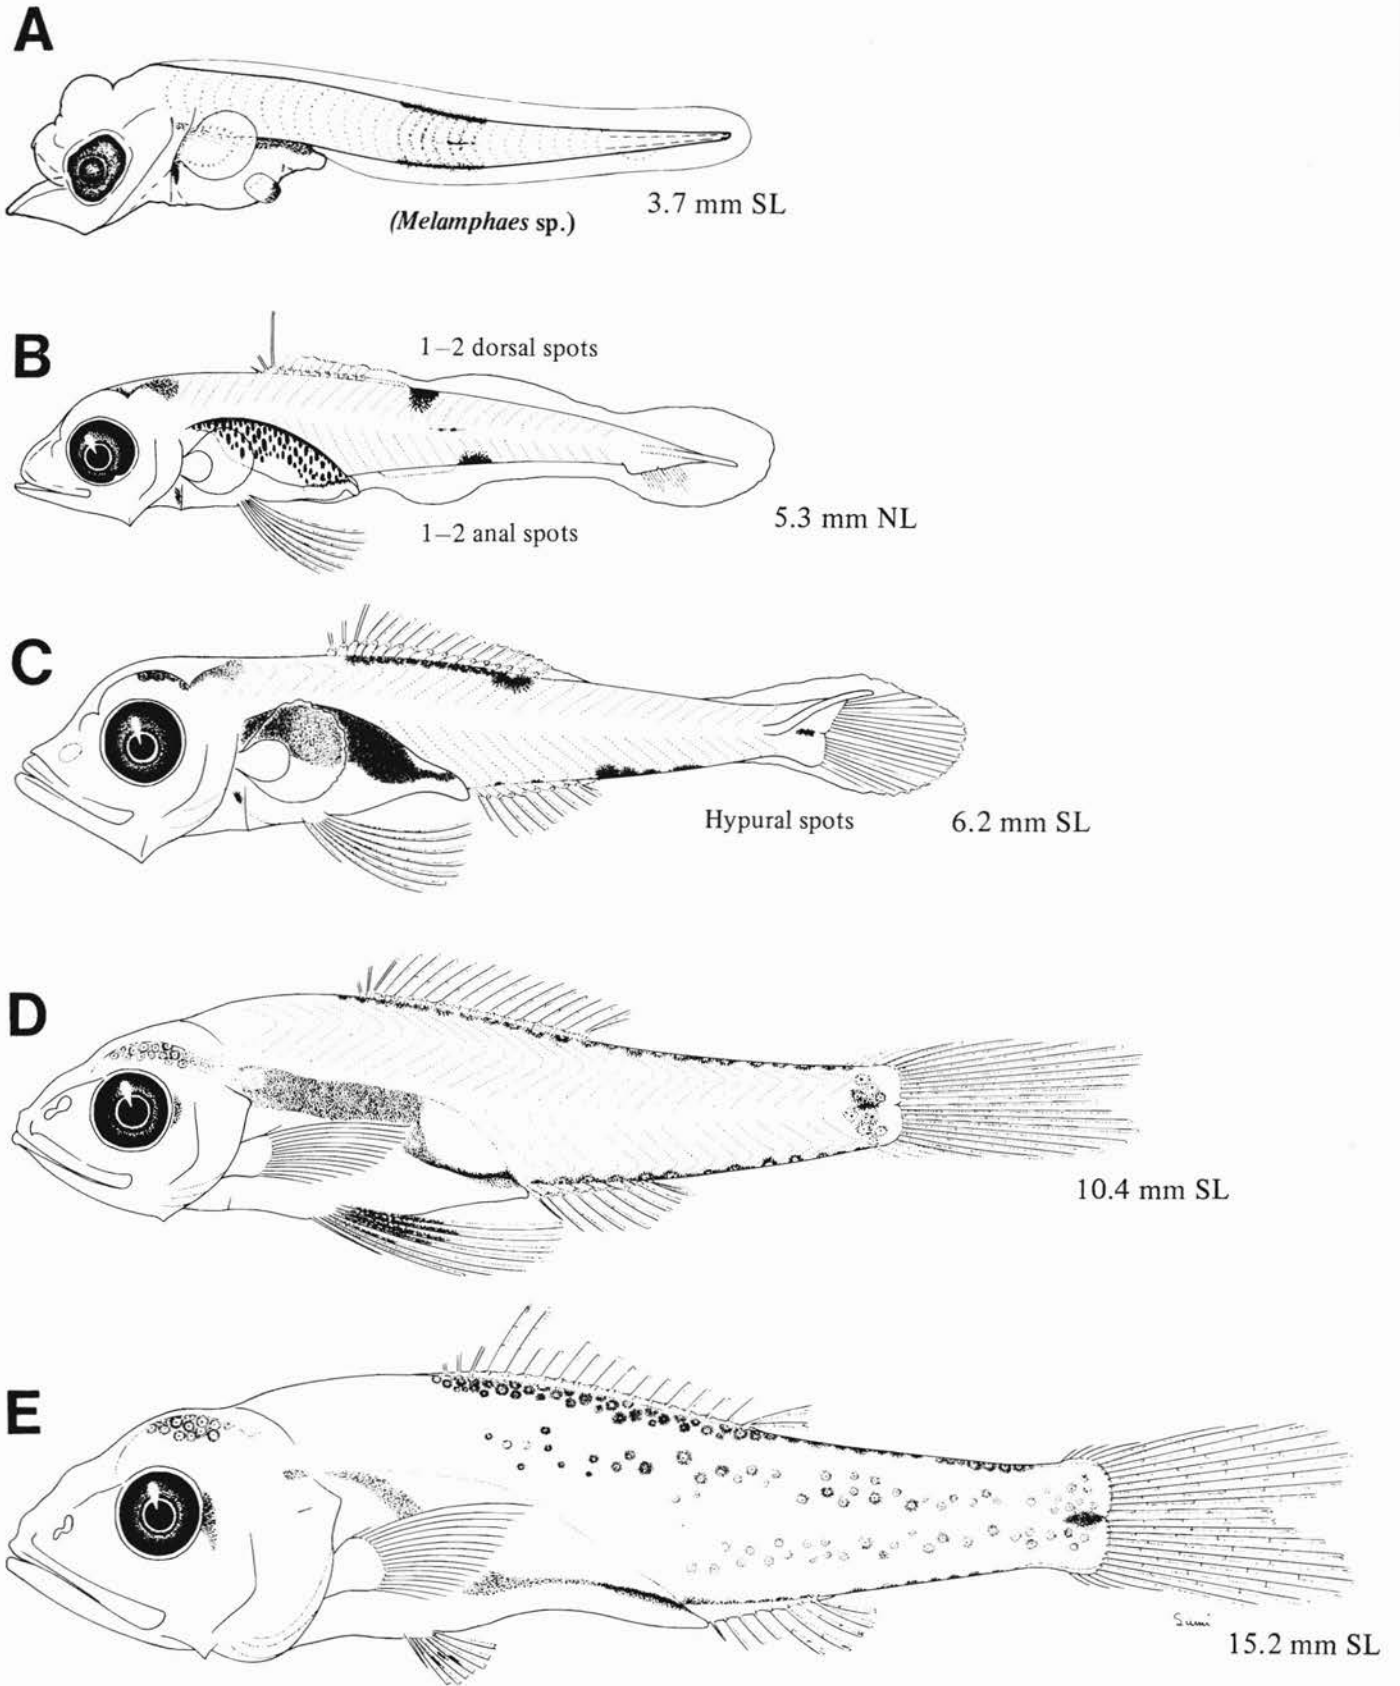 A
(Melamphaes sp.)
3.7 mm SL
B
1–2 dorsal spots
1–2 anal spots
5.3 mm NL
C
Hypural spots
6.2 mm SL
D
10.4 mm SL
E
Sumi
15.2 mm SL